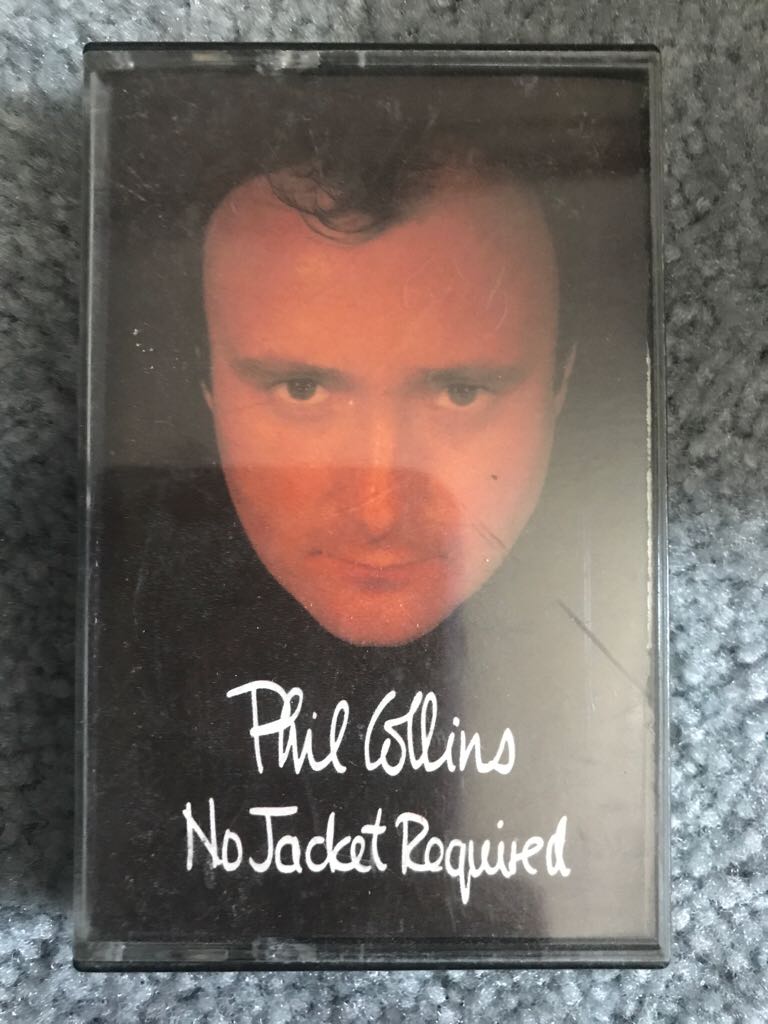 Phil Collins
No Jacket Required